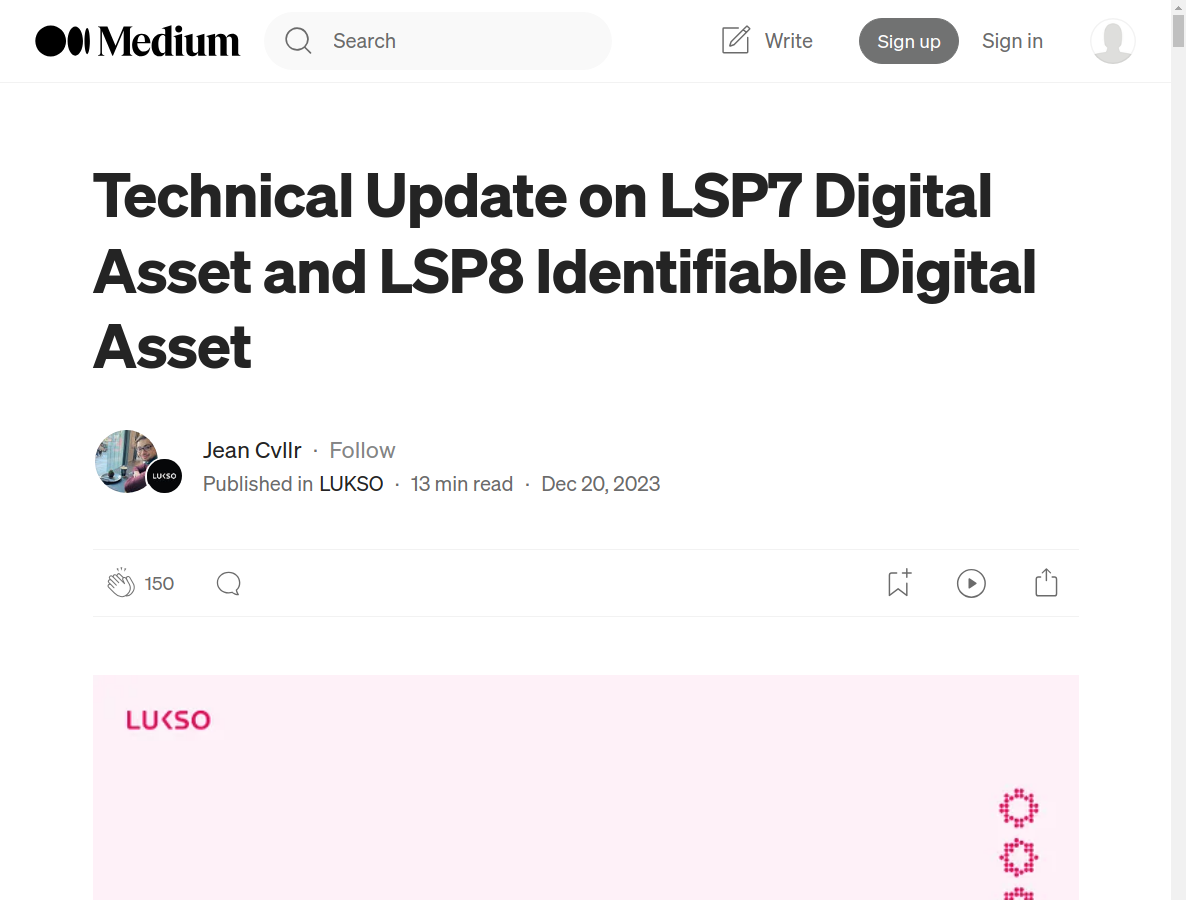 Medium
Search
Write
Sign up
Sign in
Technical Update on LSP7 Digital
Asset and LSP8 Identifiable Digital
Asset
LUKSO
Jean Cvllr · Follow
Published in LUKSO · 13 min read · Dec 20, 2023
150
LUKSO